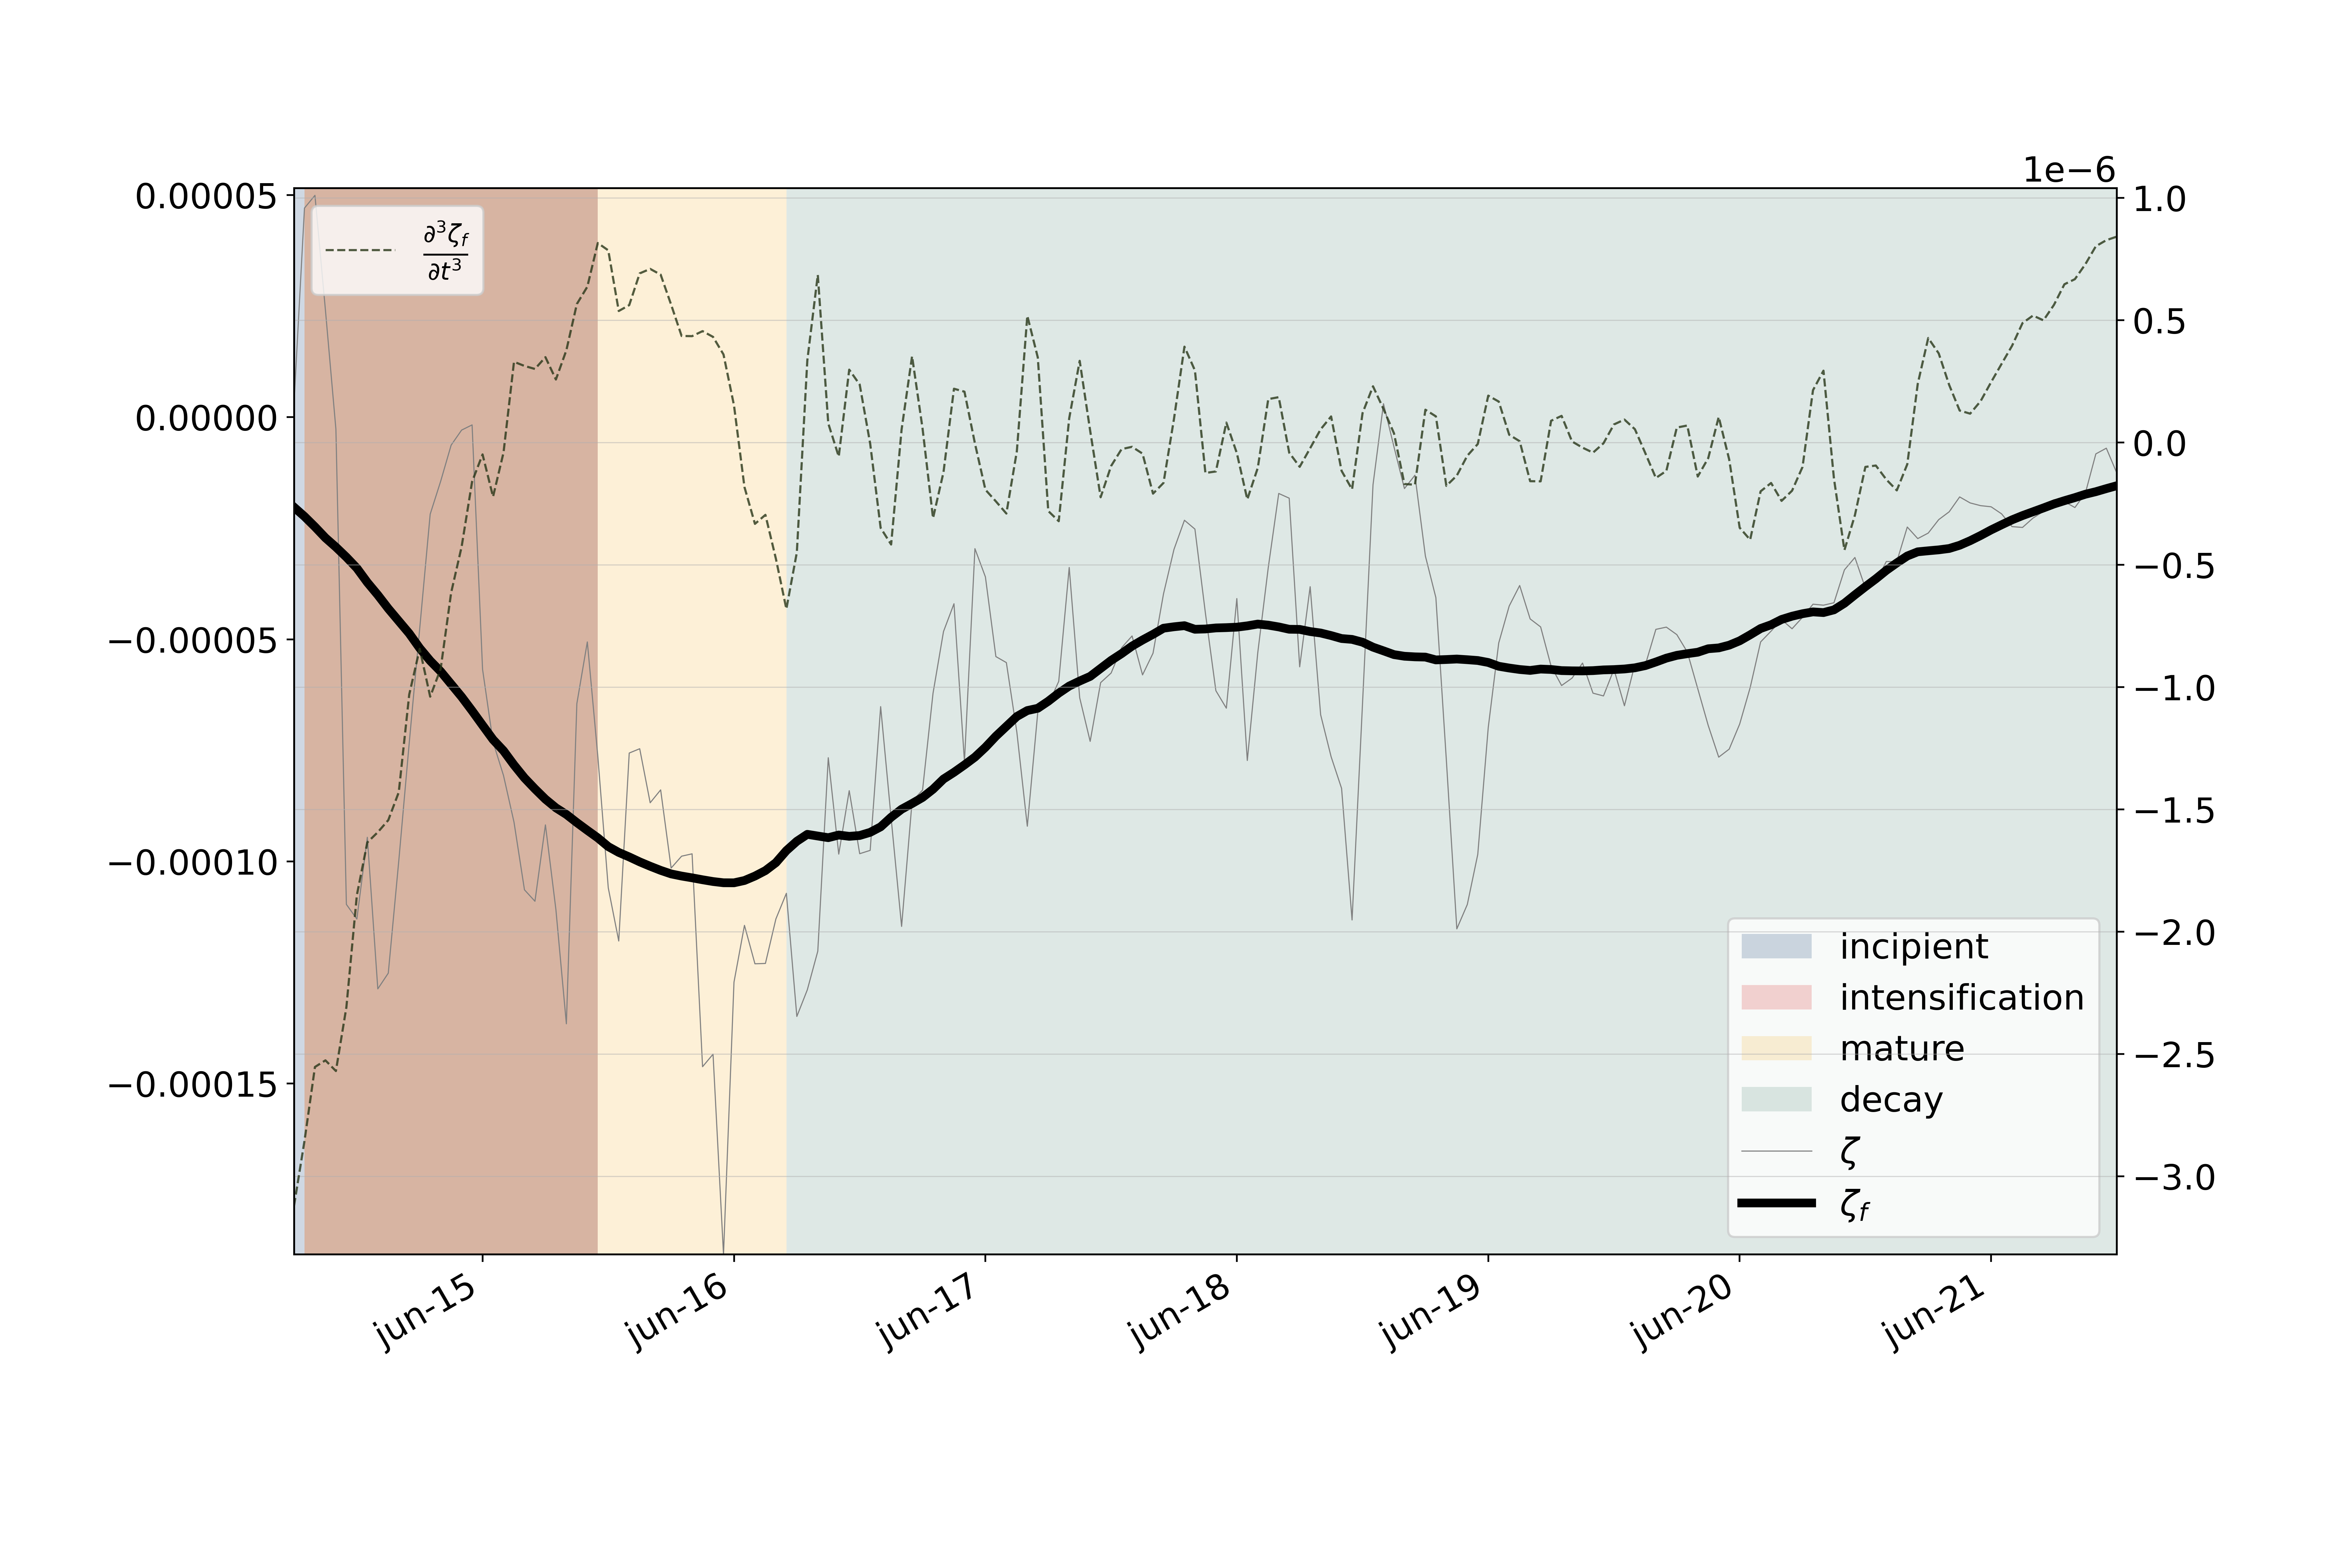 1e−6
0.00005
0.00000
−0.00005
−0.0010
−0.00015
1.0
0.5
0.0
−0.5
−1.0
−1.5
−2.0
−2.5
−3.0
∂³ζf
∂t³
incipient
intensification
mature
decay
ζ
ζf
jun-15
jun-16
jun-17
jun-18
jun-19
jun-20
jun-21